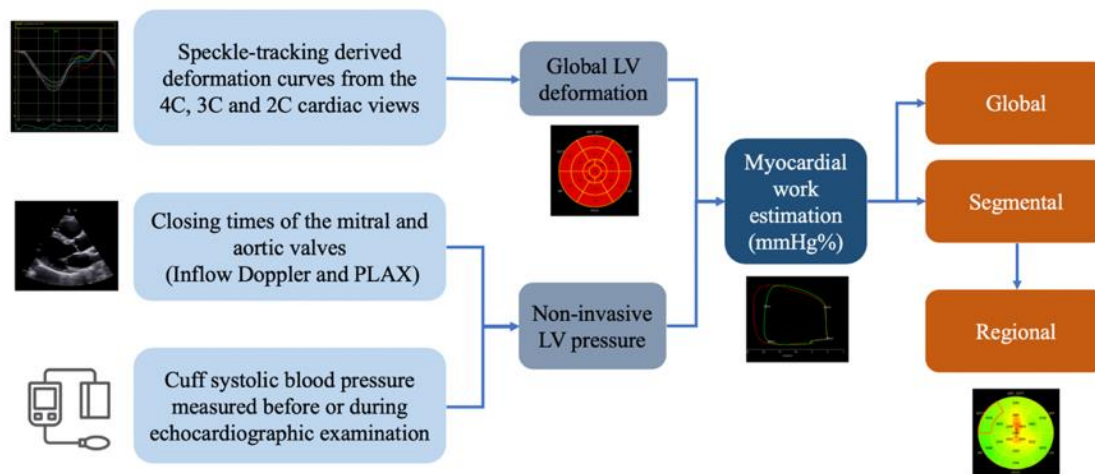 Speckle-tracking derived
deformation curves from the
4C, 3C and 2C cardiac views
Global LV
deformation
Closing times of the mitral and
aortic valves
(Inflow Doppler and PLAX)
Non-invasive
LV pressure
Cuff systolic blood pressure
measured before or during
echocardiographic examination
Myocardial
work
estimation
(mmHg%)
Global
Segmental
Regional